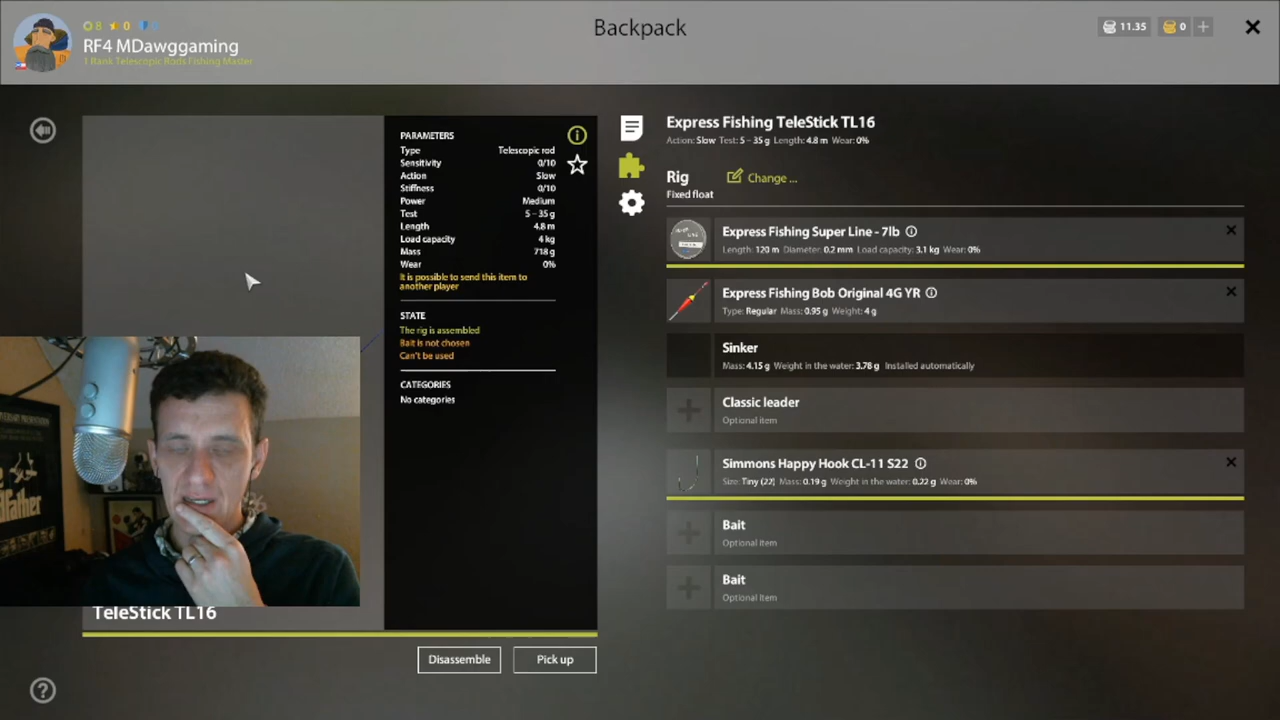 Backpack
8 0
RF4 MDawggaming
1 Rank Telescopic Rods Fishing Master
11.35 0 +
PARAMETERS
Type Telescopic rod
Sensitivity 0/10
Action Slow
Stiffness 0/10
Power Medium
Test 5 – 35 g
Length 4.8 m
Load capacity 4 kg
Mass 718 g
Wear 0%
It is possible to send this item to
another player
STATE
The rig is assembled
Bait is not chosen
Can't be used
CATEGORIES
No categories
TeleStick TL16
Disassemble Pick up
Express Fishing TeleStick TL16
Action: Slow Test: 5 – 35 g Length: 4.8 m Wear: 0%
Rig Change ...
Fixed float
Express Fishing Super Line - 7lb
Length: 120 m Diameter: 0.2 mm Load capacity: 3.1 kg Wear: 0%
Express Fishing Bob Original 4G YR
Type: Regular Mass: 0.95 g Weight: 4 g
Sinker
Mass: 4.15 g Weight in the water: 3.78 g Installed automatically
Classic leader
Optional item
Simmons Happy Hook CL-11 S22
Size: Tiny (22) Mass: 0.19 g Weight in the water: 0.22 g Wear: 0%
Bait
Optional item
Bait
Optional item